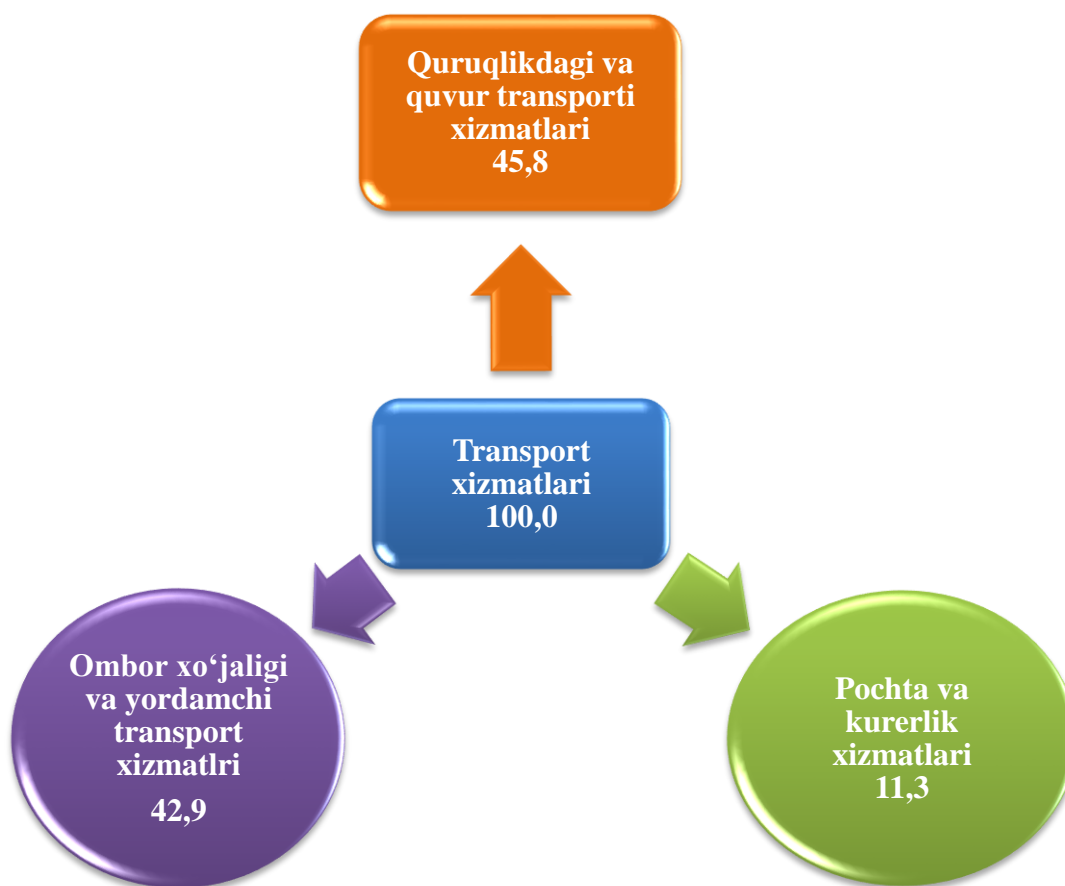 Quruqlikdagi va
quvur transporti
xizmatlari
45,8
Transport
xizmatlari
100,0
Ombor xo‘jaligi
va yordamchi
transport
xizmatlri
42,9
Pochta va
kurerlik
xizmatlari
11,3